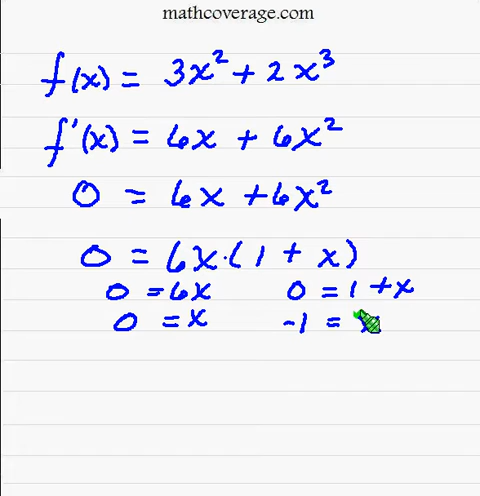 mathcoverage.com
f(x) = 3x² + 2x³
f'(x) = 6x + 6x²
0 = 6x + 6x²
0 = 6x·(1 + x)
0 = 6x 0 = 1 + x
0 = x -1 = x